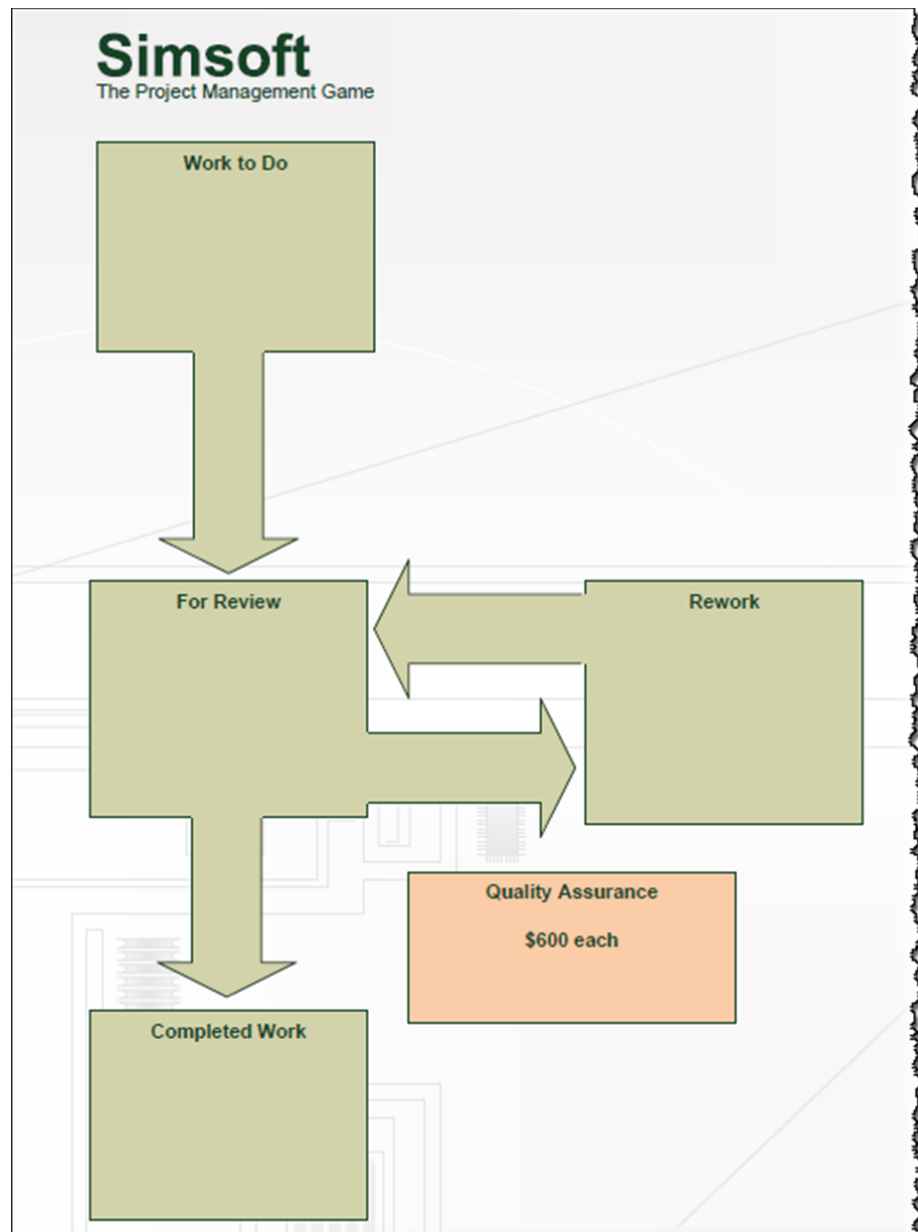 Simsoft
The Project Management Game
Work to Do
For Review
Rework
Quality Assurance
$600 each
Completed Work